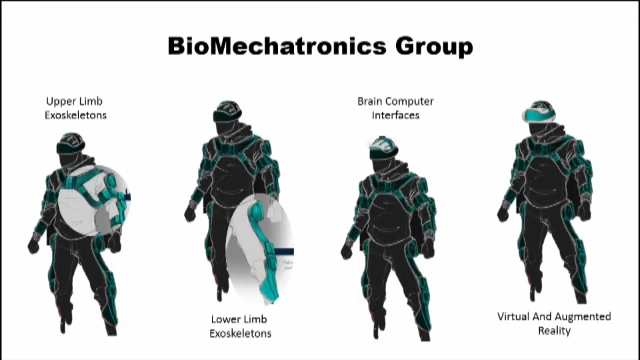 BioMechatronics Group
Upper Limb
Exoskeletons
Brain Computer
Interfaces
Lower Limb
Exoskeletons
Virtual And Augmented
Reality